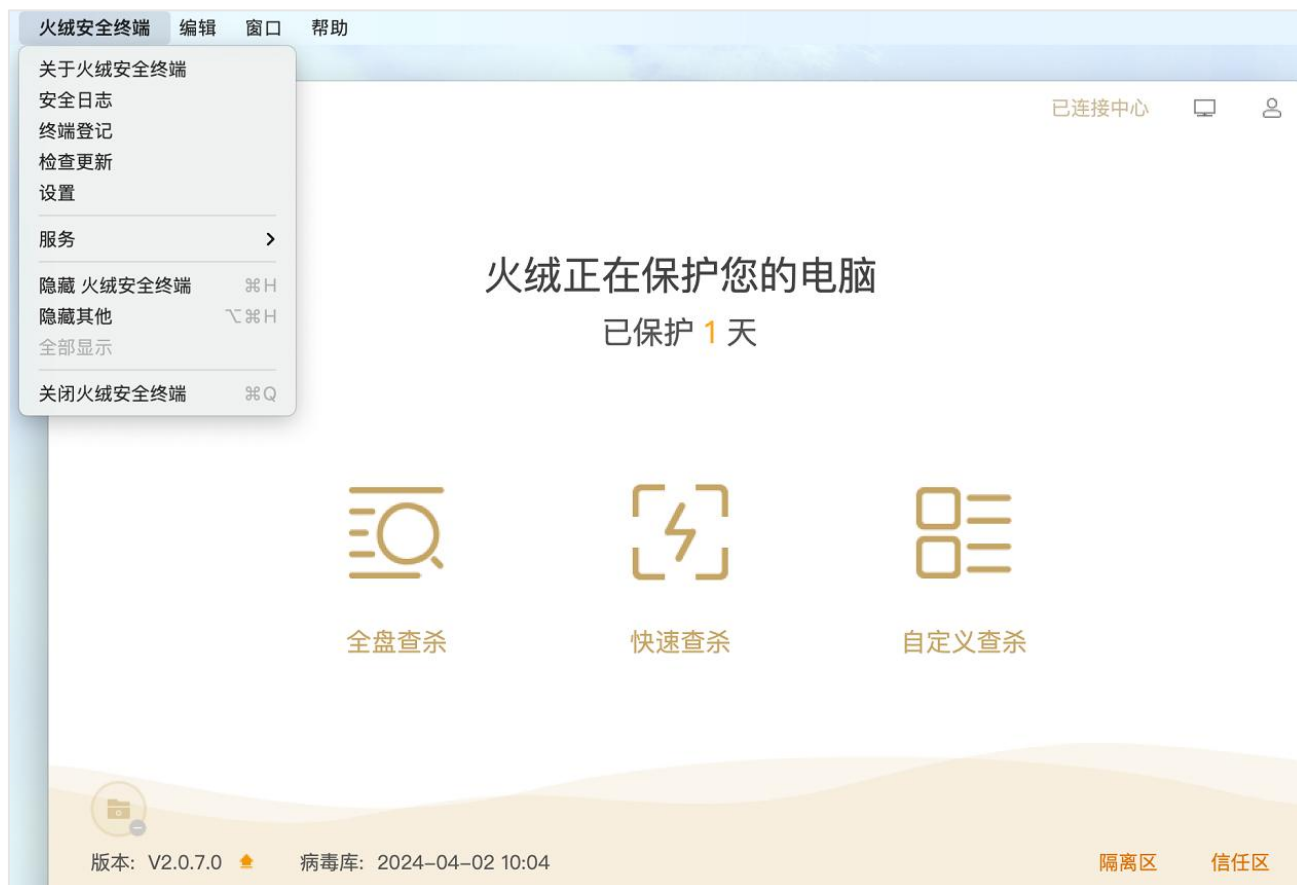 火绒安全终端 编辑 窗口 帮助
关于火绒安全终端
安全日志
终端登记
检查更新
设置
服务
隐藏 火绒安全终端 ⌘H
隐藏其他 ⌥⌘H
全部显示
关闭火绒安全终端 ⌘Q
已连接中心
火绒正在保护您的电脑
已保护 1 天
全盘查杀 快速查杀 自定义查杀
版本: V2.0.7.0 病毒库: 2024-04-02 10:04 隔离区 信任区